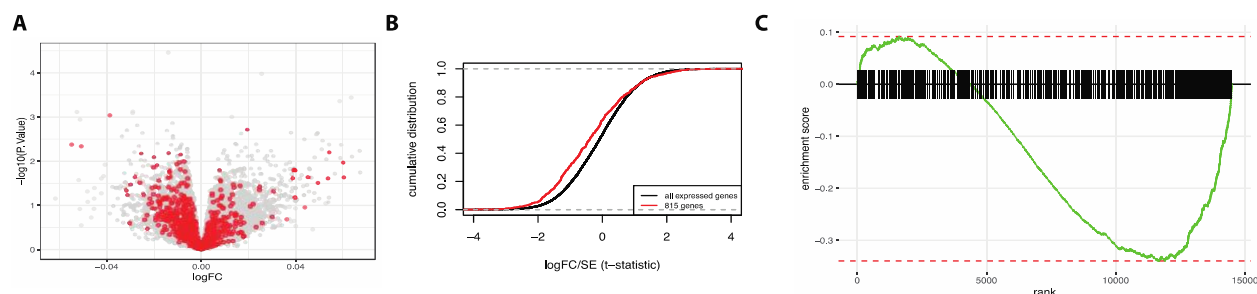 A
−log10(P.Value)
4
3
2
1
0
−0.04
0.00
0.04
logFC
B
cumulative distribution
1.0
0.8
0.6
0.4
0.2
0.0
all expressed genes
815 genes
−4
−2
0
2
4
logFC/SE (t−statistic)
C
enrichment score
0.1
0.0
−0.1
−0.2
−0.3
0
5000
10000
15000
rank